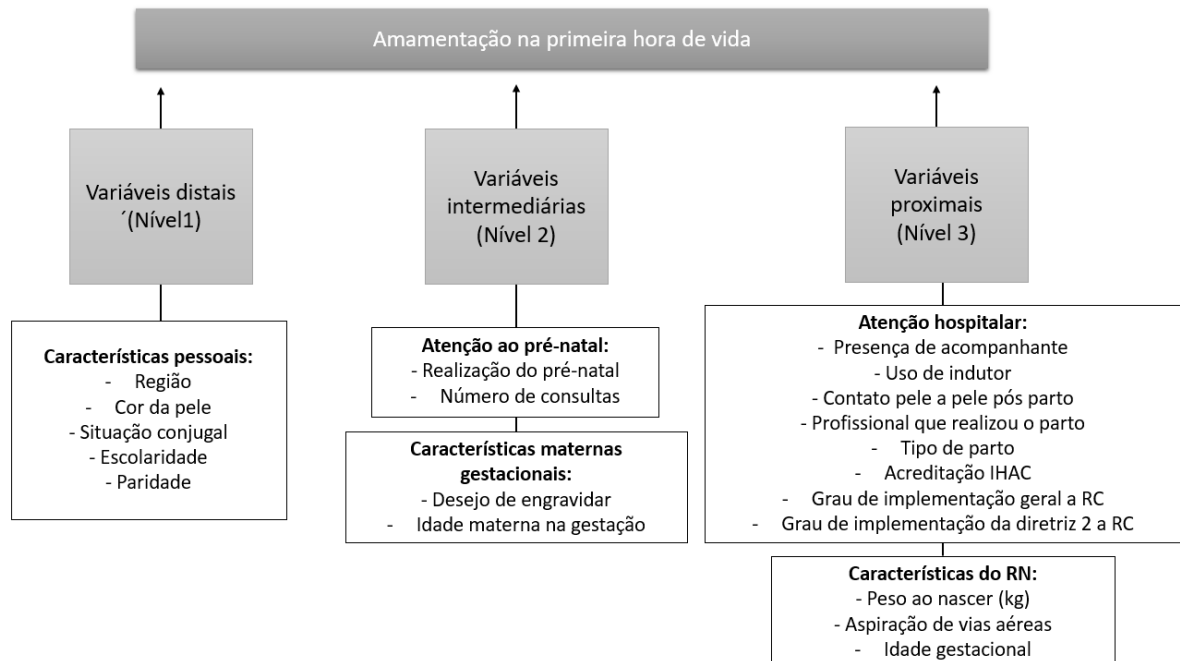 Amamentação na primeira hora de vida
Variáveis distais
´(Nível1)
Características pessoais:
- Região
- Cor da pele
- Situação conjugal
- Escolaridade
- Paridade
Variáveis
intermediárias
(Nível 2)
Atenção ao pré-natal:
- Realização do pré-natal
- Número de consultas
Características maternas
gestacionais:
- Desejo de engravidar
- Idade materna na gestação
Variáveis
proximais
(Nível 3)
Atenção hospitalar:
- Presença de acompanhante
- Uso de indutor
- Contato pele a pele pós parto
- Profissional que realizou o parto
- Tipo de parto
- Acreditação IHAC
- Grau de implementação geral a RC
- Grau de implementação da diretriz 2 a RC
Características do RN:
- Peso ao nascer (kg)
- Aspiração de vias aéreas
- Idade gestacional